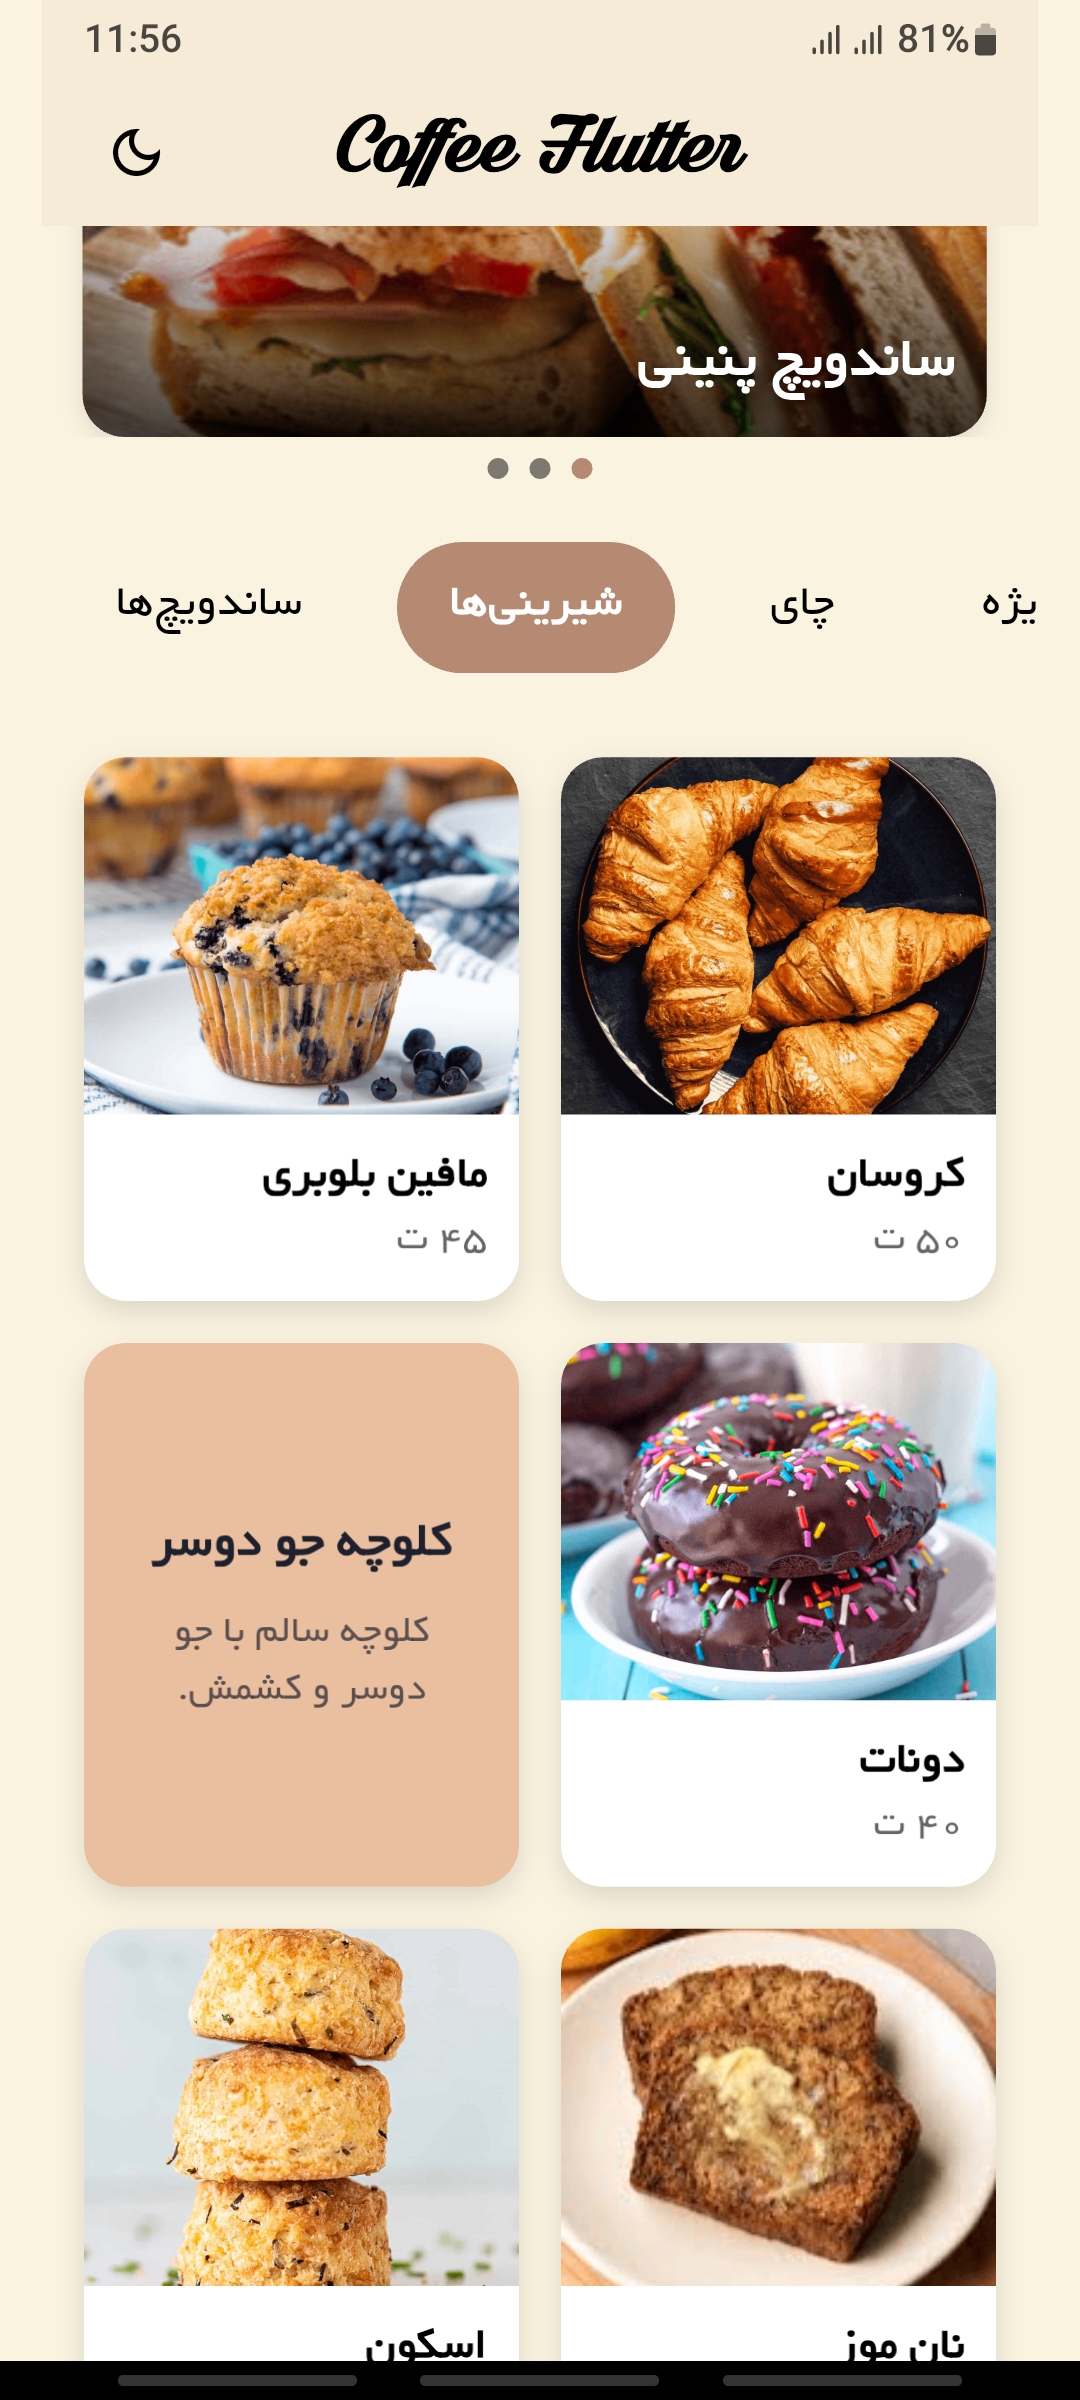 11:56
81%
Coffee Flutter
ساندویچ پنینی
یژه
چای
شیرینی‌ها
ساندویچ‌ها
کروسان
۵۰ ت
مافین بلوبری
۴۵ ت
دونات
۴۰ ت
کلوچه جو دوسر
کلوچه سالم با جو
دوسر و کشمش.
نان موز
اسکون